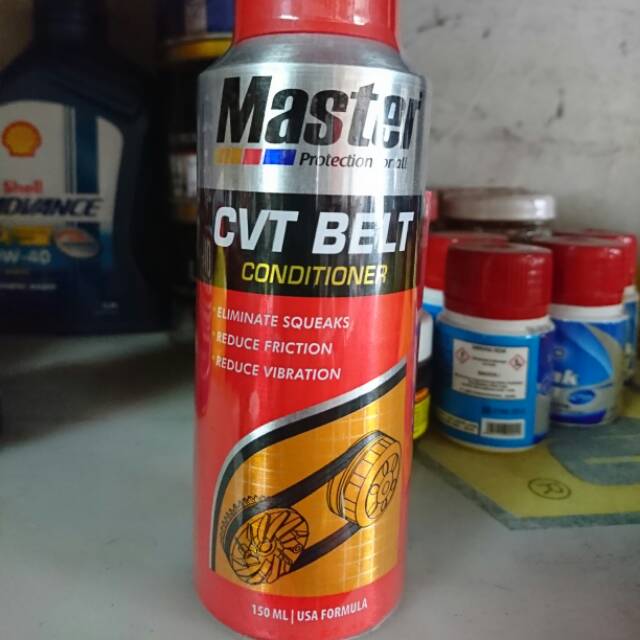 Master
Protection for all
CVT BELT
CONDITIONER
• ELIMINATE SQUEAKS
• REDUCE FRICTION
• REDUCE VIBRATION
150 ML | USA FORMULA
Shell
ADVANCE
W-40
®